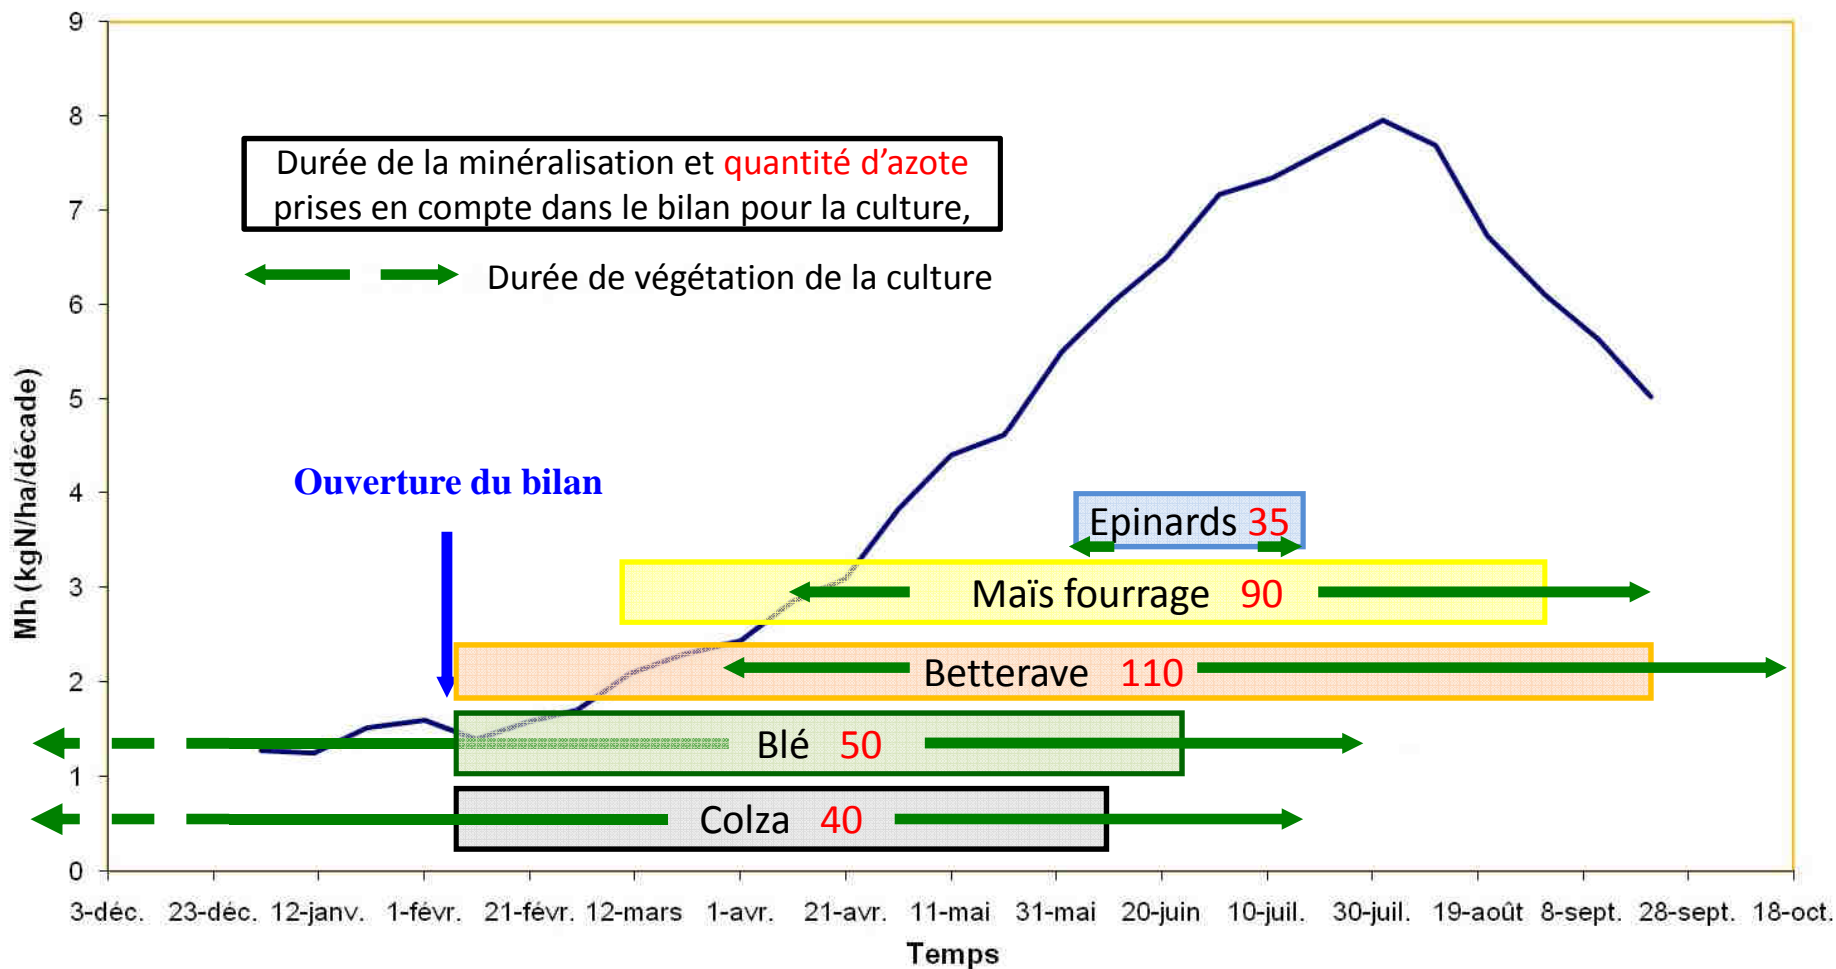 9
8
7
6
5
4
3
2
1
0
Mh (kgN/ha/décade)
Durée de la minéralisation et quantité d'azote
prises en compte dans le bilan pour la culture,
Durée de végétation de la culture
Ouverture du bilan
Epinards 35
Maïs fourrage 90
Betterave 110
Blé 50
Colza 40
3-déc. 23-déc. 12-janv. 1-févr. 21-févr. 12-mars 1-avr. 21-avr. 11-mai 31-mai 20-juin 10-juil. 30-juil. 19-août 8-sept. 28-sept. 18-oct.
Temps